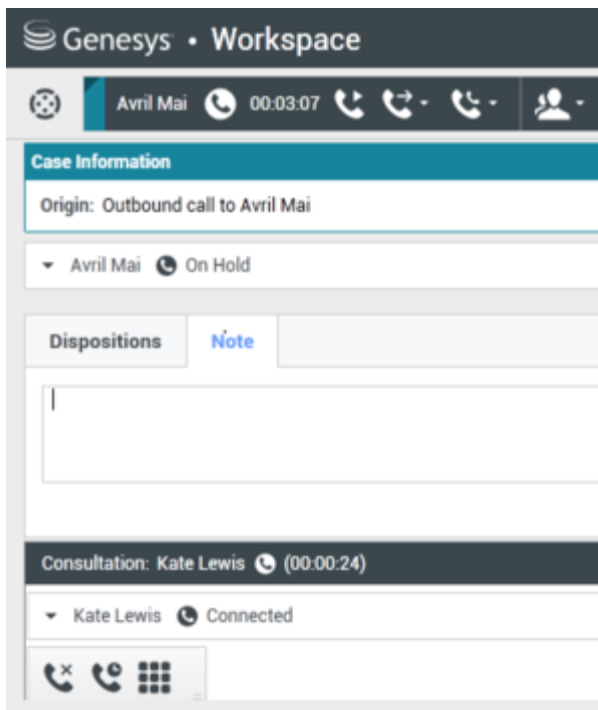 Genesys • Workspace
Avril Mai 00:03:07
Case Information
Origin: Outbound call to Avril Mai
Avril Mai On Hold
Dispositions Note
Consultation: Kate Lewis (00:00:24)
Kate Lewis Connected